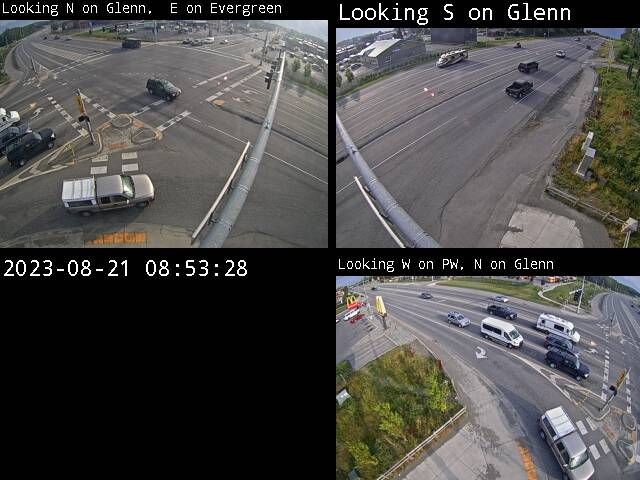 Looking N on Glenn, E on Evergreen
Looking S on Glenn
2023-08-21 08:53:28
Looking W on PW, N on Glenn